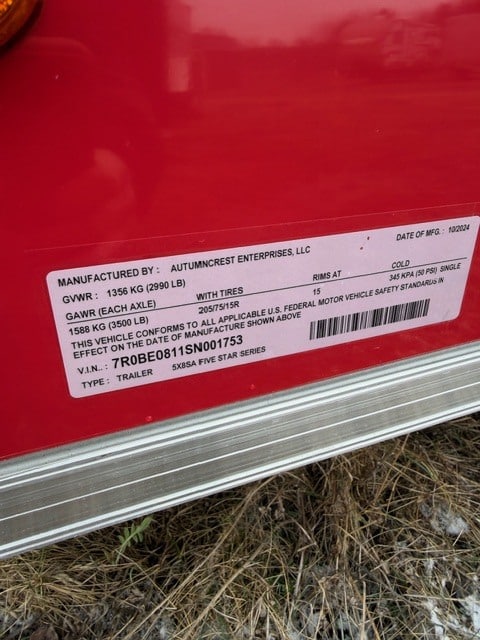 MANUFACTURED BY : AUTUMNCREST ENTERPRISES, LLC DATE OF MFG. : 10/2024
GVWR : 1356 KG (2990 LB)
GAWR (EACH AXLE) WITH TIRES RIMS AT COLD
1588 KG (3500 LB) 205/75/15R 15 345 KPA (50 PSI) SINGLE
THIS VEHICLE CONFORMS TO ALL APPLICABLE U.S. FEDERAL MOTOR VEHICLE SAFETY STANDARDS IN
EFFECT ON THE DATE OF MANUFACTURE SHOWN ABOVE
V.I.N.. : 7R0BE0811SN001753
TYPE : TRAILER 5X8SA FIVE STAR SERIES